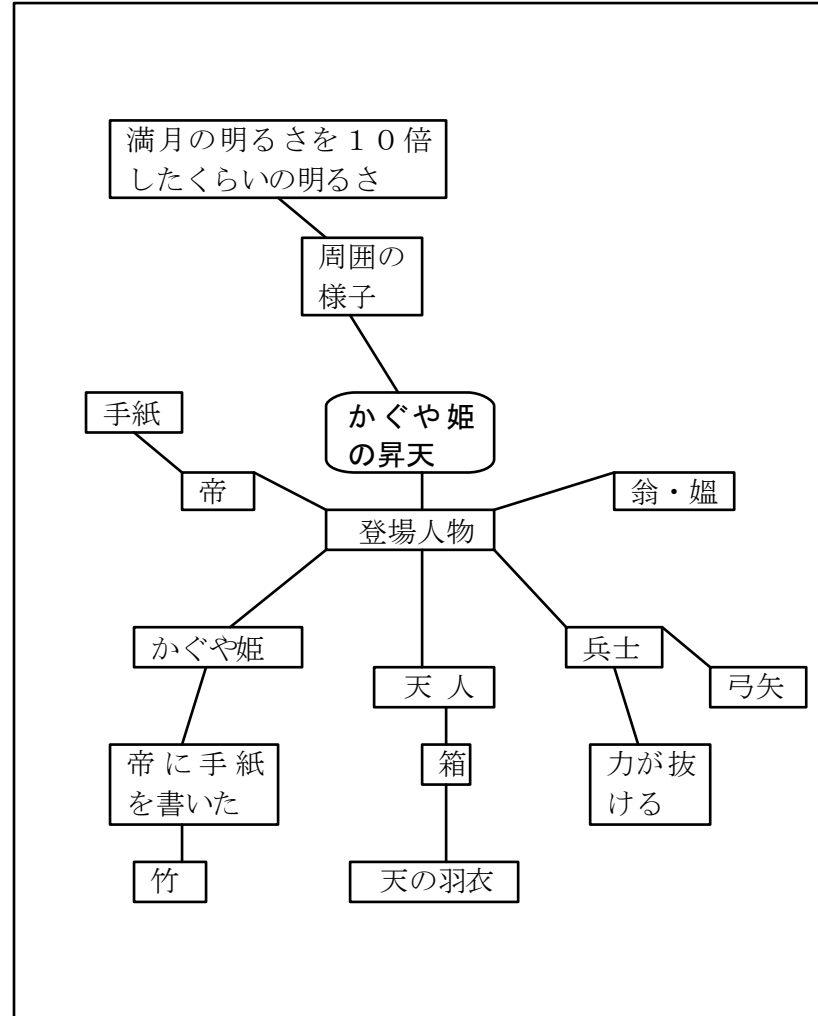 満月の明るさを１０倍
したくらいの明るさ
周囲の
様子
かぐや姫
の昇天
手紙
帝
翁・媼
登場人物
かぐや姫
兵士
天人
弓矢
帝に手紙
を書いた
箱
力が抜
ける
竹
天の羽衣